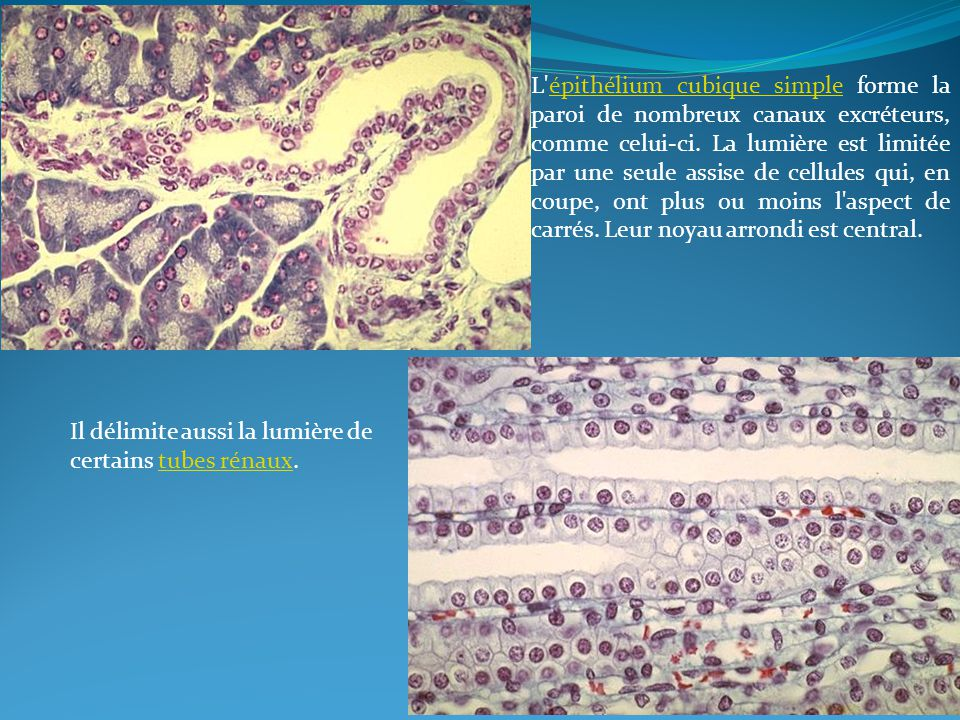 L'épithélium cubique simple forme la
paroi de nombreux canaux excréteurs,
comme celui-ci. La lumière est limitée
par une seule assise de cellules qui, en
coupe, ont plus ou moins l'aspect de
carrés. Leur noyau arrondi est central.
Il délimite aussi la lumière de
certains tubes rénaux.